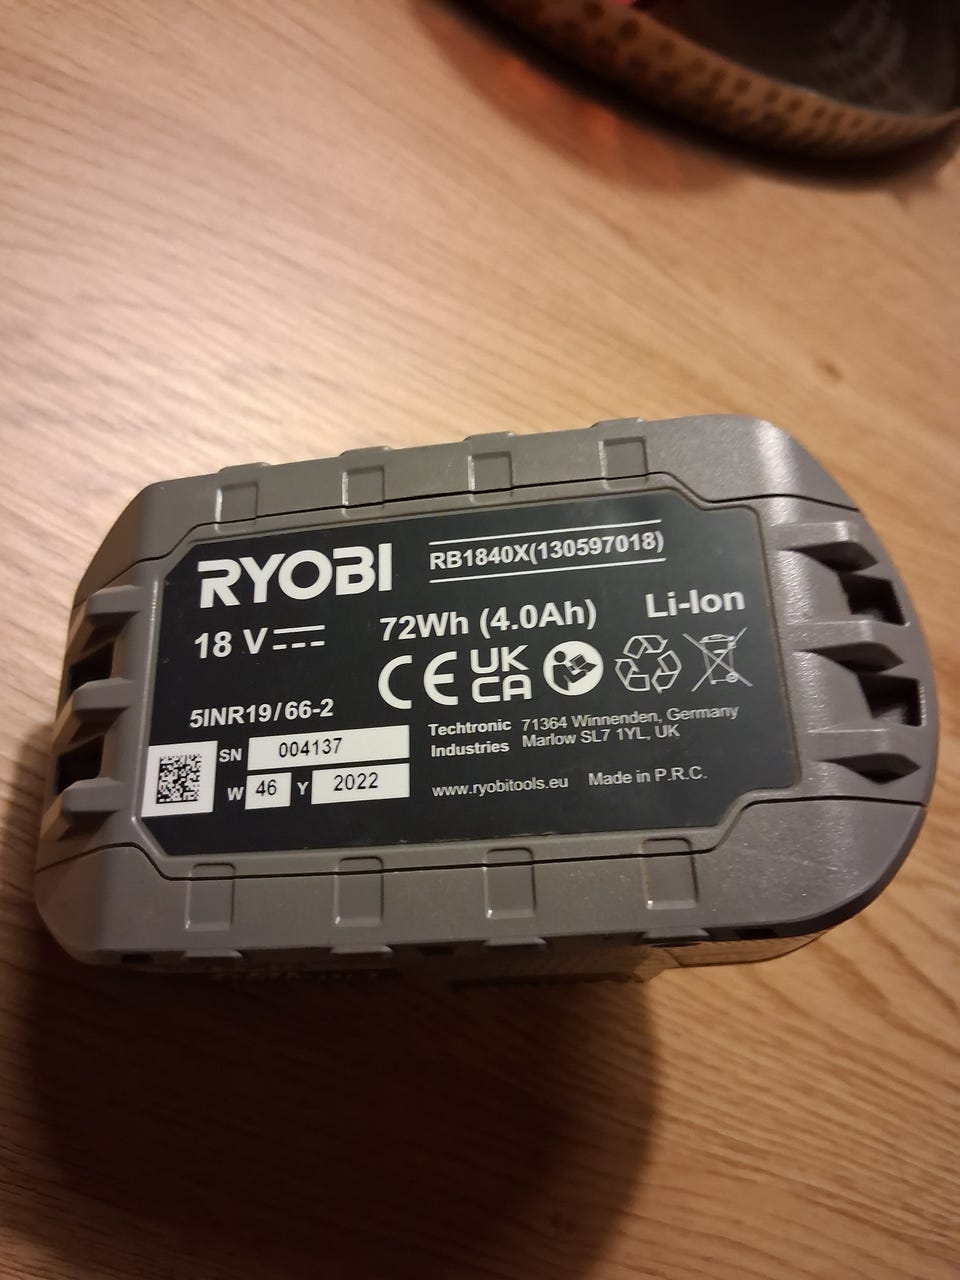 RYOBI
RB1840X(130597018)
18 V
72Wh (4.0Ah)
Li-Ion
CE
UK
CA
5INR19/66-2
SN 004137
W 46 Y 2022
Techtronic
Industries
71364 Winnenden, Germany
Marlow SL7 1YL, UK
www.ryobitools.eu
Made in P.R.C.